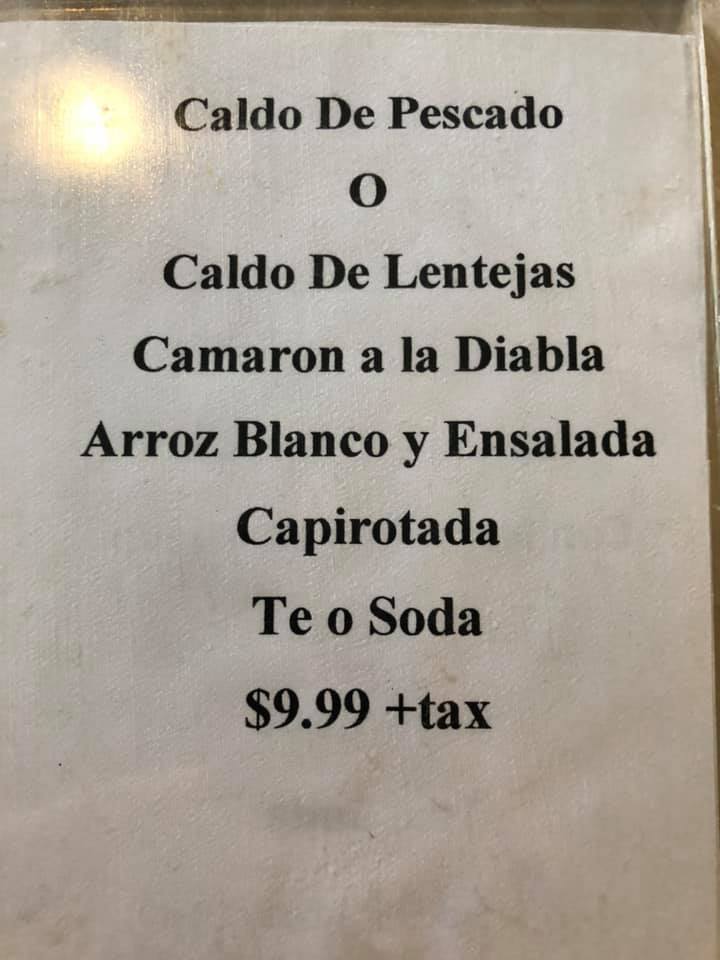 Caldo De Pescado
O
Caldo De Lentejas
Camaron a la Diabla
Arroz Blanco y Ensalada
Capirotada
Te o Soda
$9.99 +tax